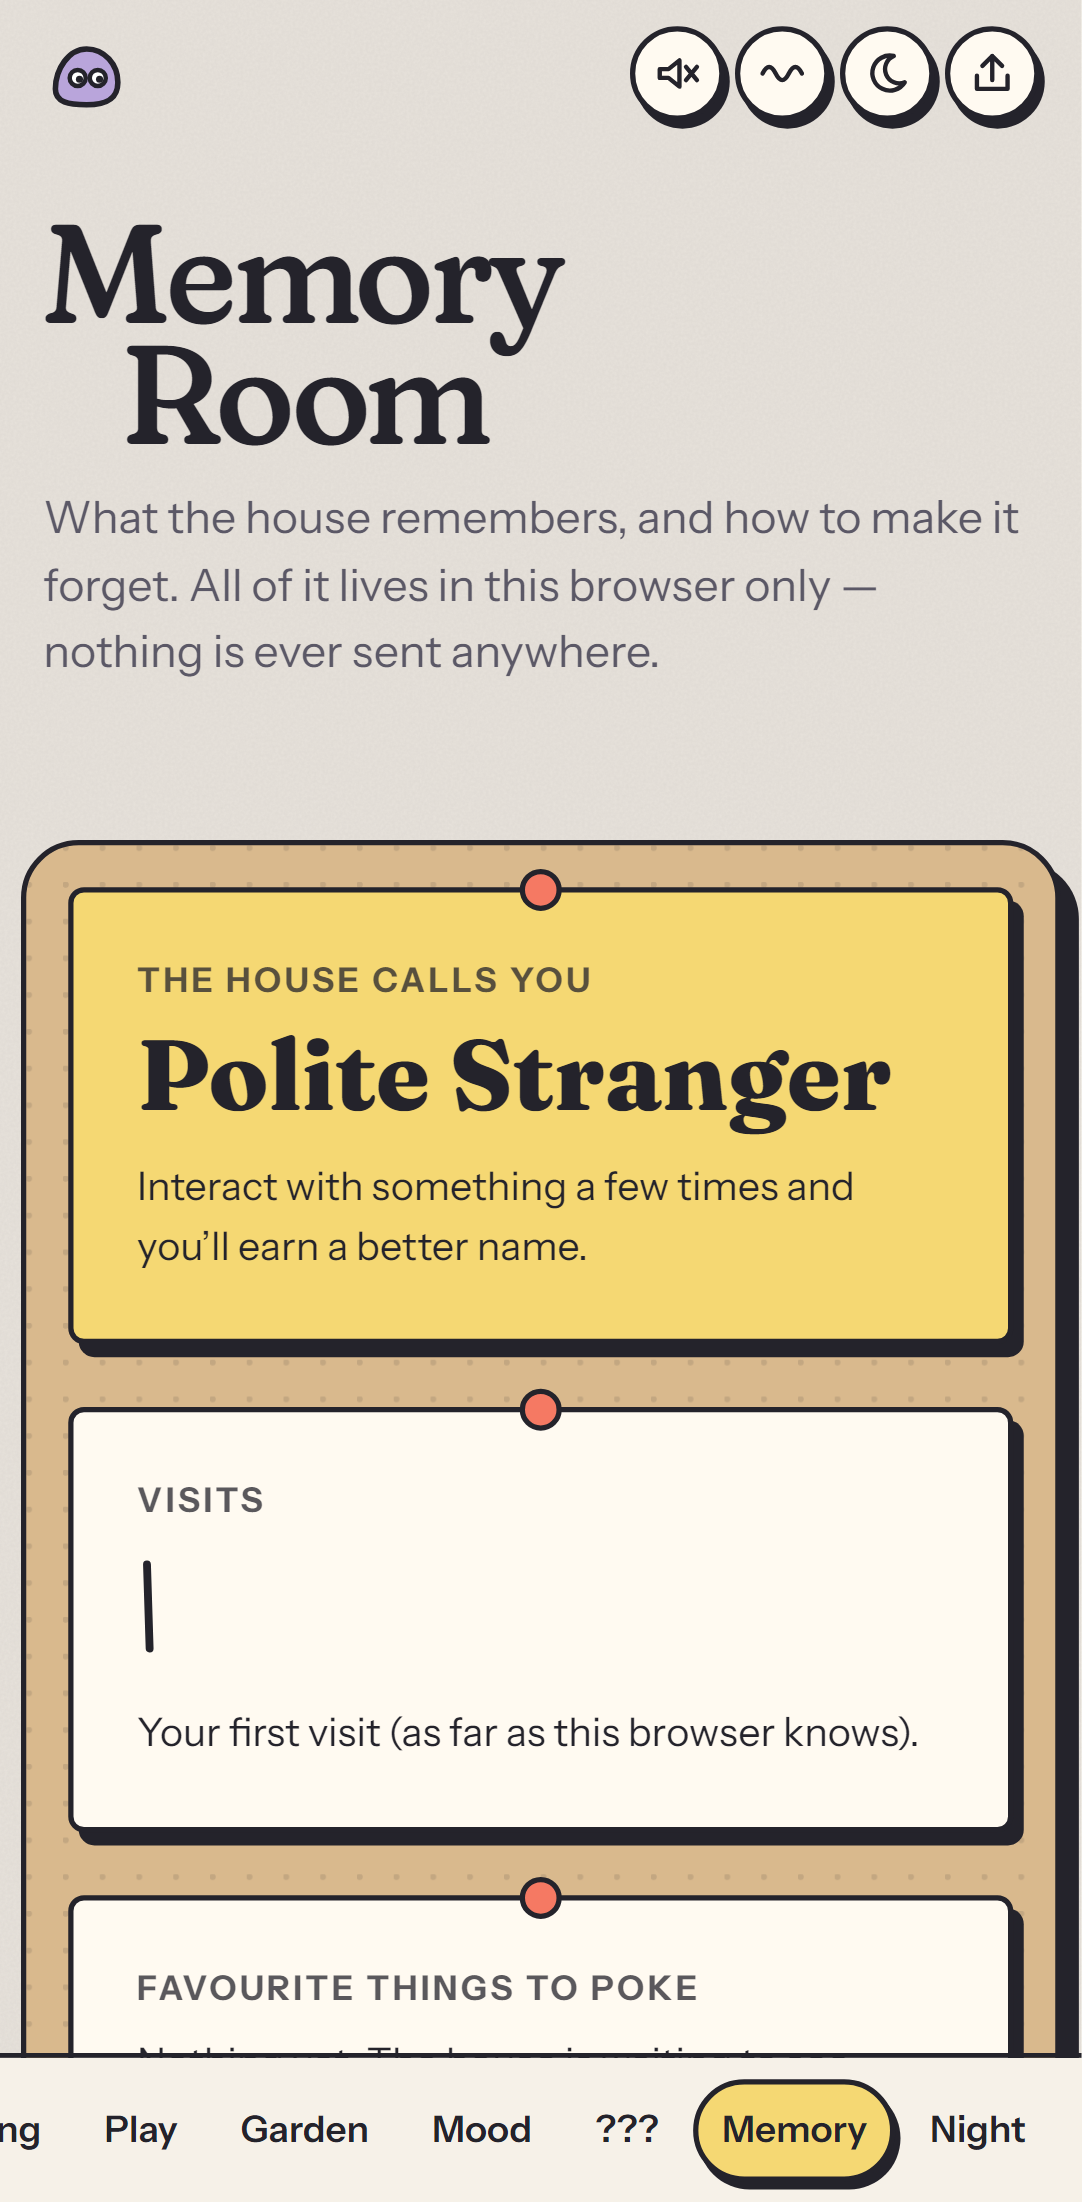 Memory
Room
What the house remembers, and how to make it
forget. All of it lives in this browser only —
nothing is ever sent anywhere.
THE HOUSE CALLS YOU
Polite Stranger
Interact with something a few times and
you’ll earn a better name.
VISITS
Your first visit (as far as this browser knows).
FAVOURITE THINGS TO POKE
ng Play Garden Mood ??? Memory Night